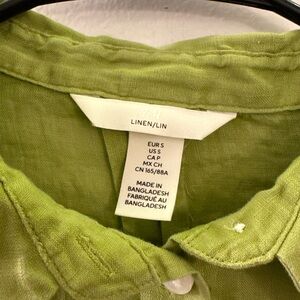 LINEN/LIN
EUR S
US S
CA P
MX CH
CN 165/88A
MADE IN
BANGLADESH
FABRIQUÉ AU
BANGLADESH